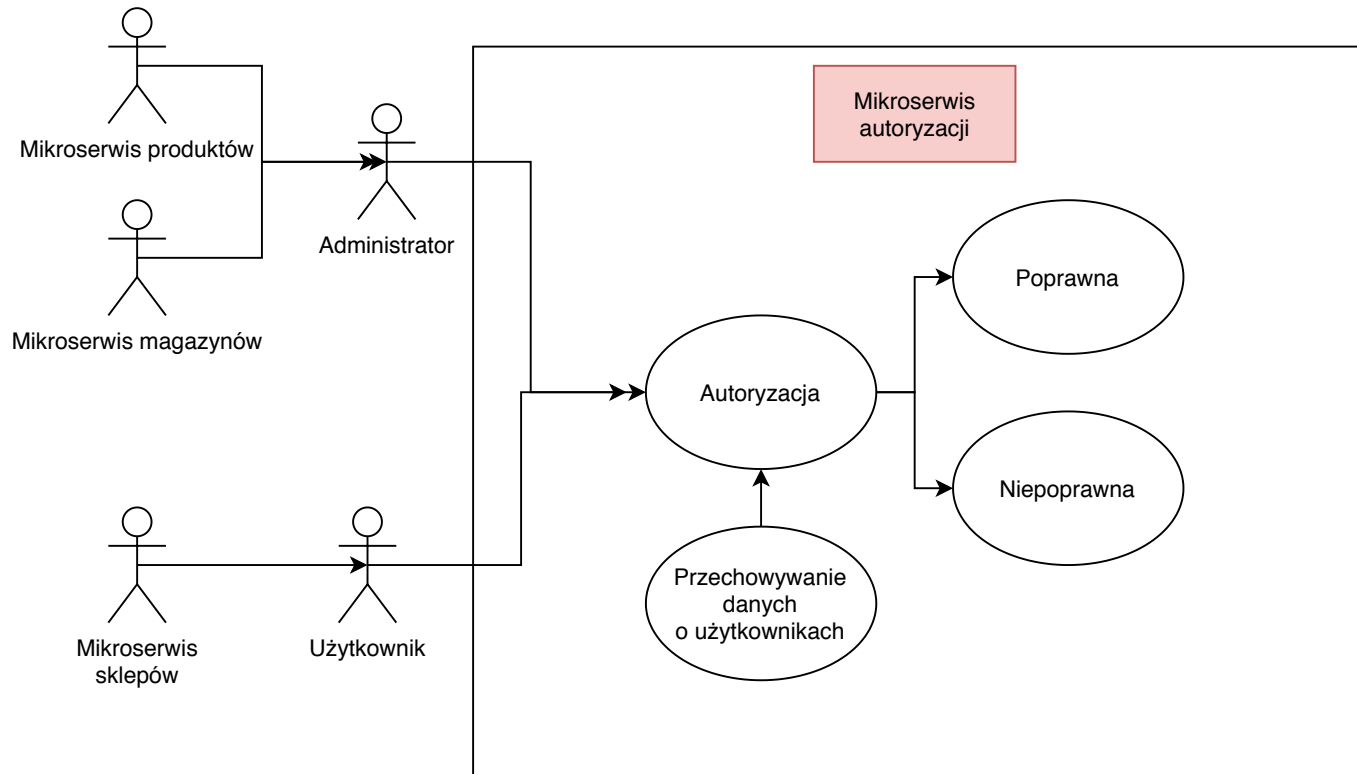 Mikroserwis
autoryzacji
Mikroserwis produktów
Administrator
Mikroserwis magazynów
Poprawna
Autoryzacja
Niepoprawna
Przechowywanie
danych
o użytkownikach
Mikroserwis
sklepów
Użytkownik